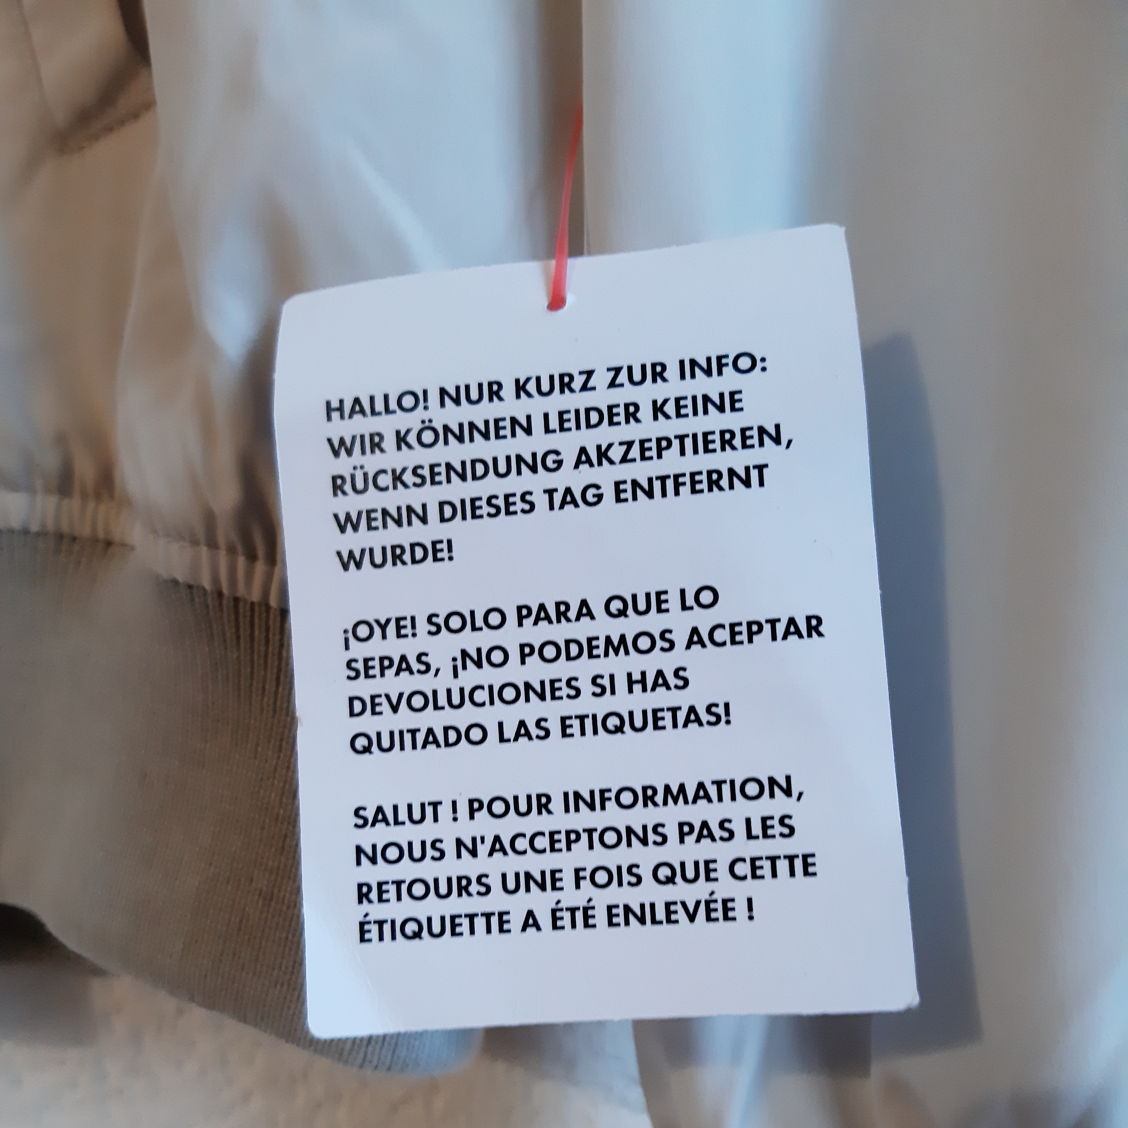 HALLO! NUR KURZ ZUR INFO:
WIR KÖNNEN LEIDER KEINE
RÜCKSENDUNG AKZEPTIEREN,
WENN DIESES TAG ENTFERNT
WURDE!
¡OYE! SOLO PARA QUE LO
SEPAS, ¡NO PODEMOS ACEPTAR
DEVOLUCIONES SI HAS
QUITADO LAS ETIQUETAS!
SALUT ! POUR INFORMATION,
NOUS N'ACCEPTONS PAS LES
RETOURS UNE FOIS QUE CETTE
ÉTIQUETTE A ÉTÉ ENLEVÉE !